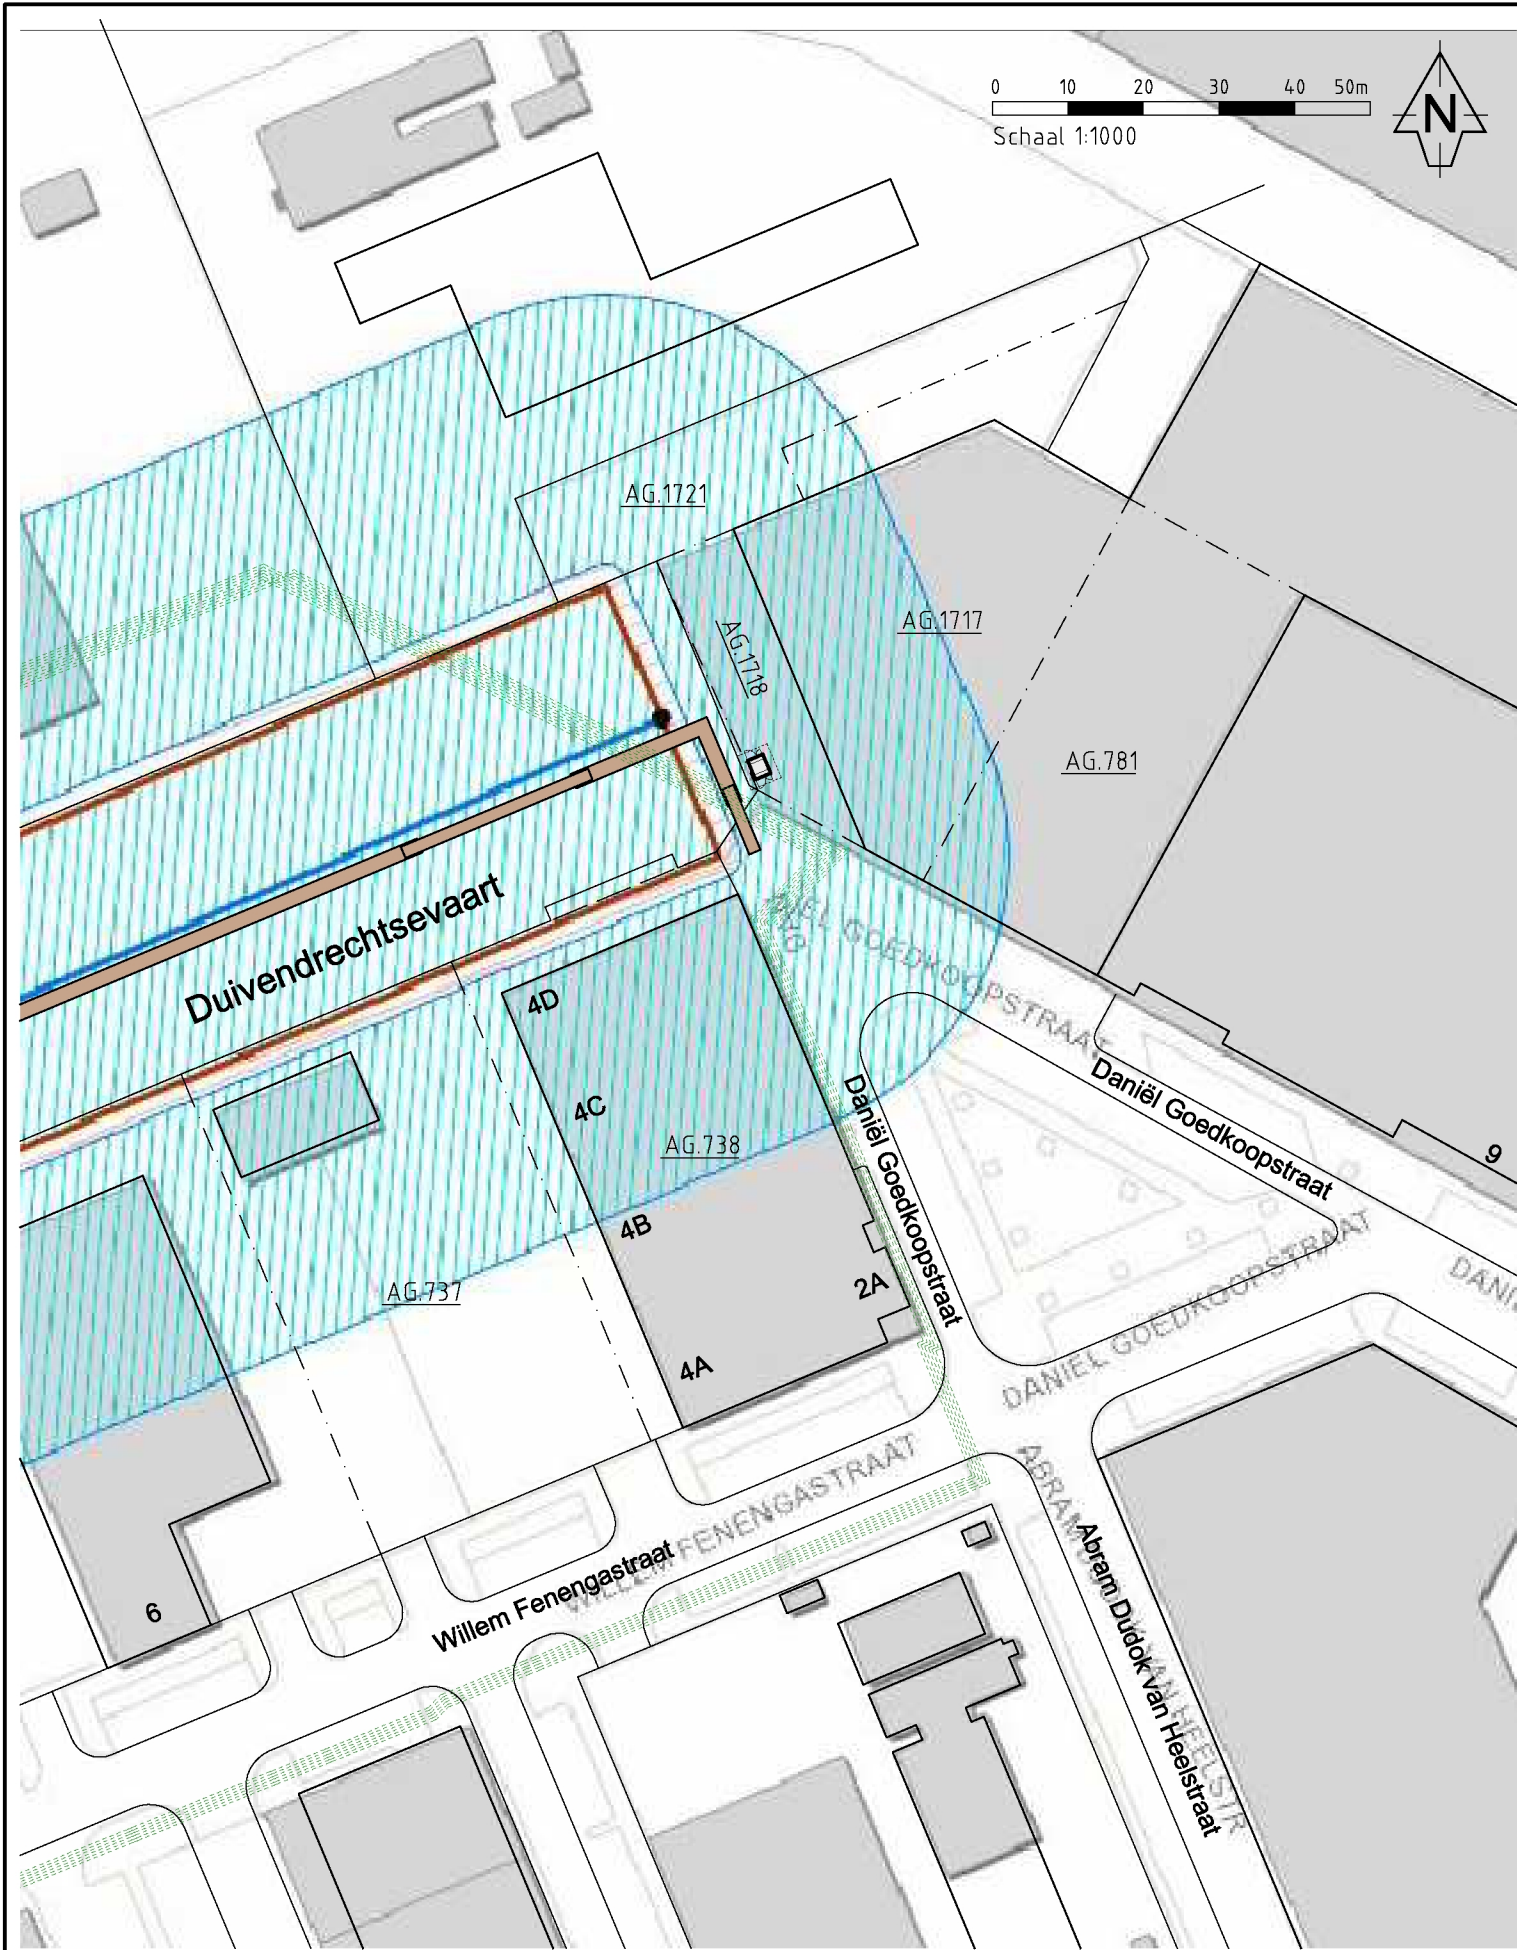 0 10 20 30 40 50m
Schaal 1:1000
N
AG.1721
AG.1717
AG.1718
AG.781
Duivendrechtsevaart
4D
4C
AG.738
4B
2A
4A
AG.737
6
9
GOEDKOOPSTRAAT
Daniël Goedkoopstraat
Daniël Goedkoopstraat
DANIEL GOEDKOOPSTRAAT
WILLEM FENENGASTRAAT
Willem Fenengastraat
Abram Dudok van Heelstraat